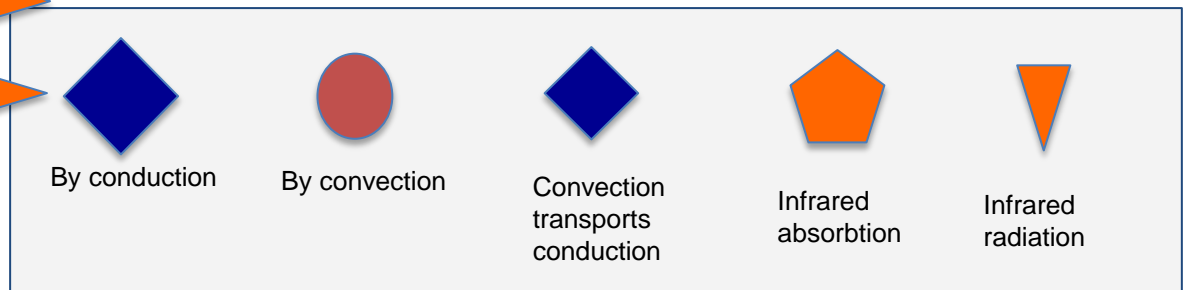 By conduction
By convection
Convection
transports
conduction
Infrared
absorbtion
Infrared
radiation